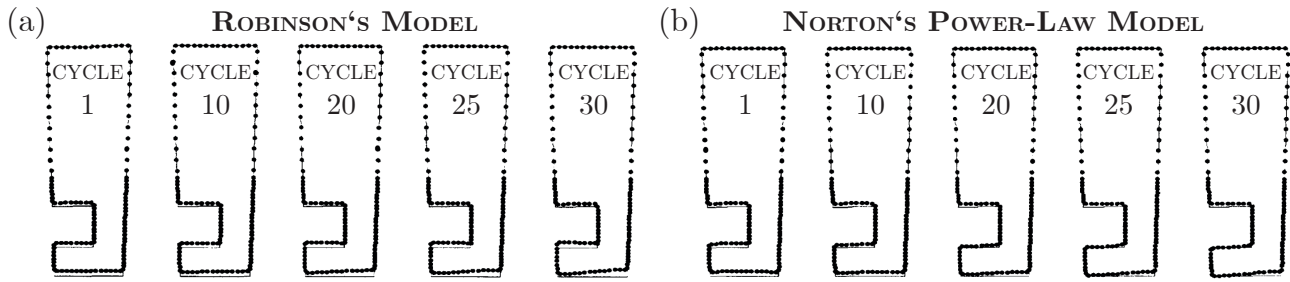 (a) ROBINSON‘S MODEL (b) NORTON‘S POWER-LAW MODEL
CYCLE CYCLE CYCLE CYCLE CYCLE CYCLE CYCLE CYCLE CYCLE CYCLE
1 10 20 25 30 1 10 20 25 30